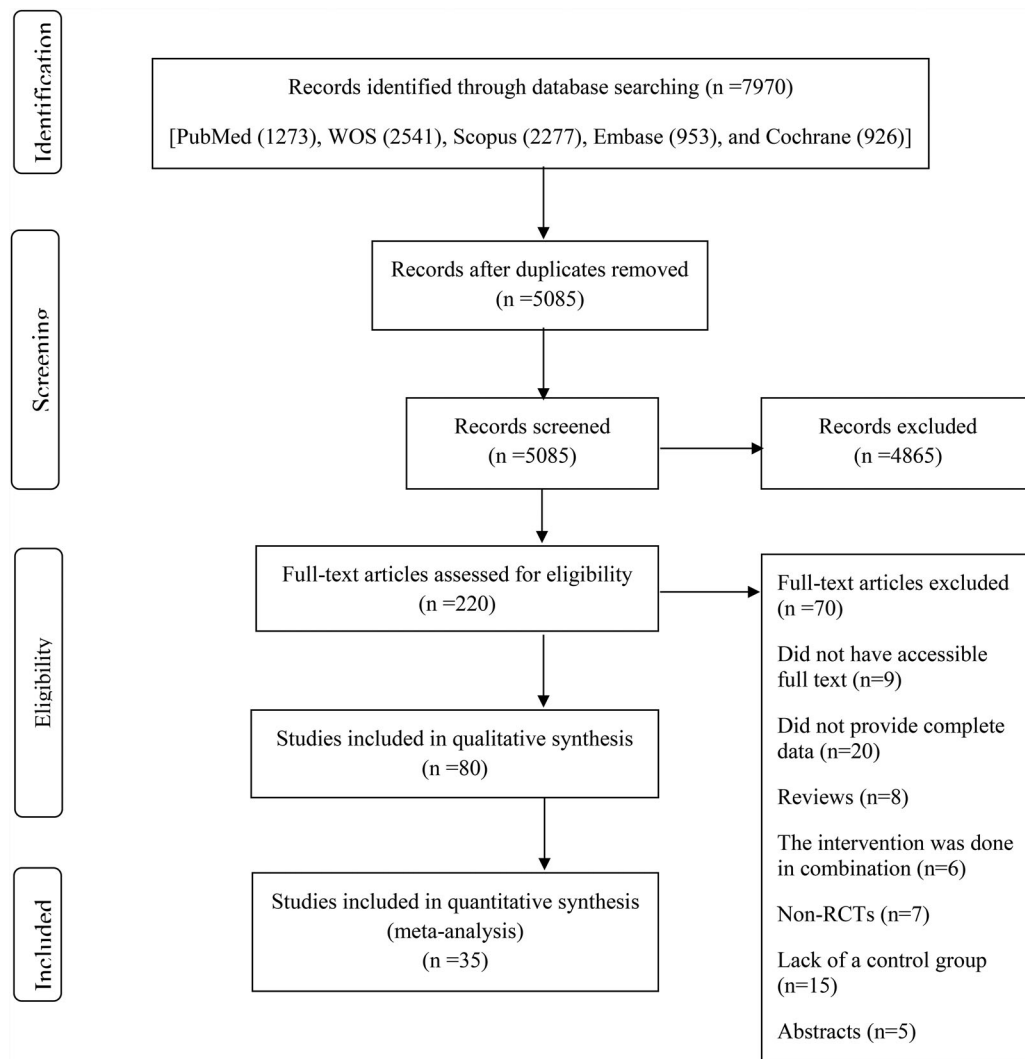 Identification
Records identified through database searching (n =7970)
[PubMed (1273), WOS (2541), Scopus (2277), Embase (953), and Cochrane (926)]
Screening
Records after duplicates removed
(n =5085)
Records screened
(n =5085)
Records excluded
(n =4865)
Eligibility
Full-text articles assessed for eligibility
(n =220)
Full-text articles excluded
(n =70)
Did not have accessible
full text (n=9)
Did not provide complete
data (n=20)
Reviews (n=8)
The intervention was done
in combination (n=6)
Non-RCTs (n=7)
Lack of a control group
(n=15)
Abstracts (n=5)
Studies included in qualitative synthesis
(n =80)
Included
Studies included in quantitative synthesis
(meta-analysis)
(n =35)